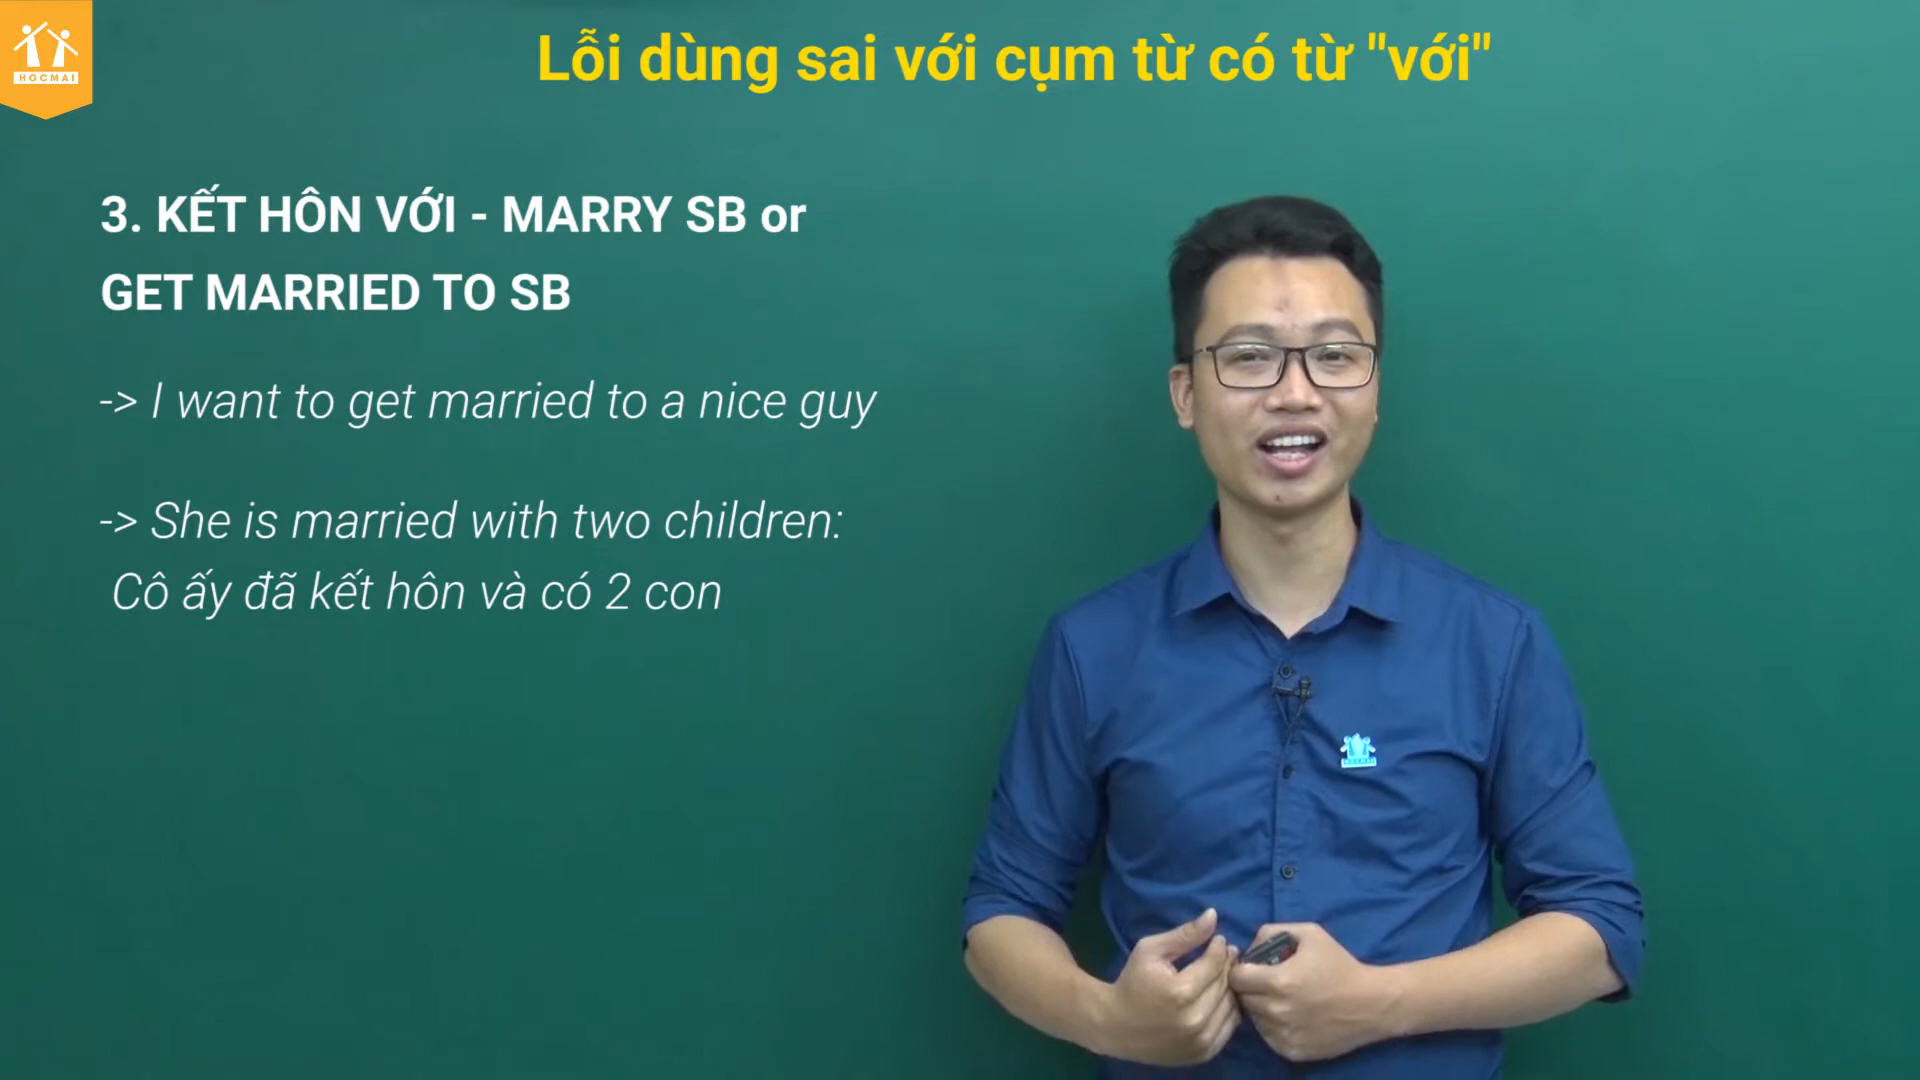 HOCMAI
Lỗi dùng sai với cụm từ có từ "với"
3. KẾT HÔN VỚI - MARRY SB or
GET MARRIED TO SB
-> I want to get married to a nice guy
-> She is married with two children:
Cô ấy đã kết hôn và có 2 con
HOCMAI